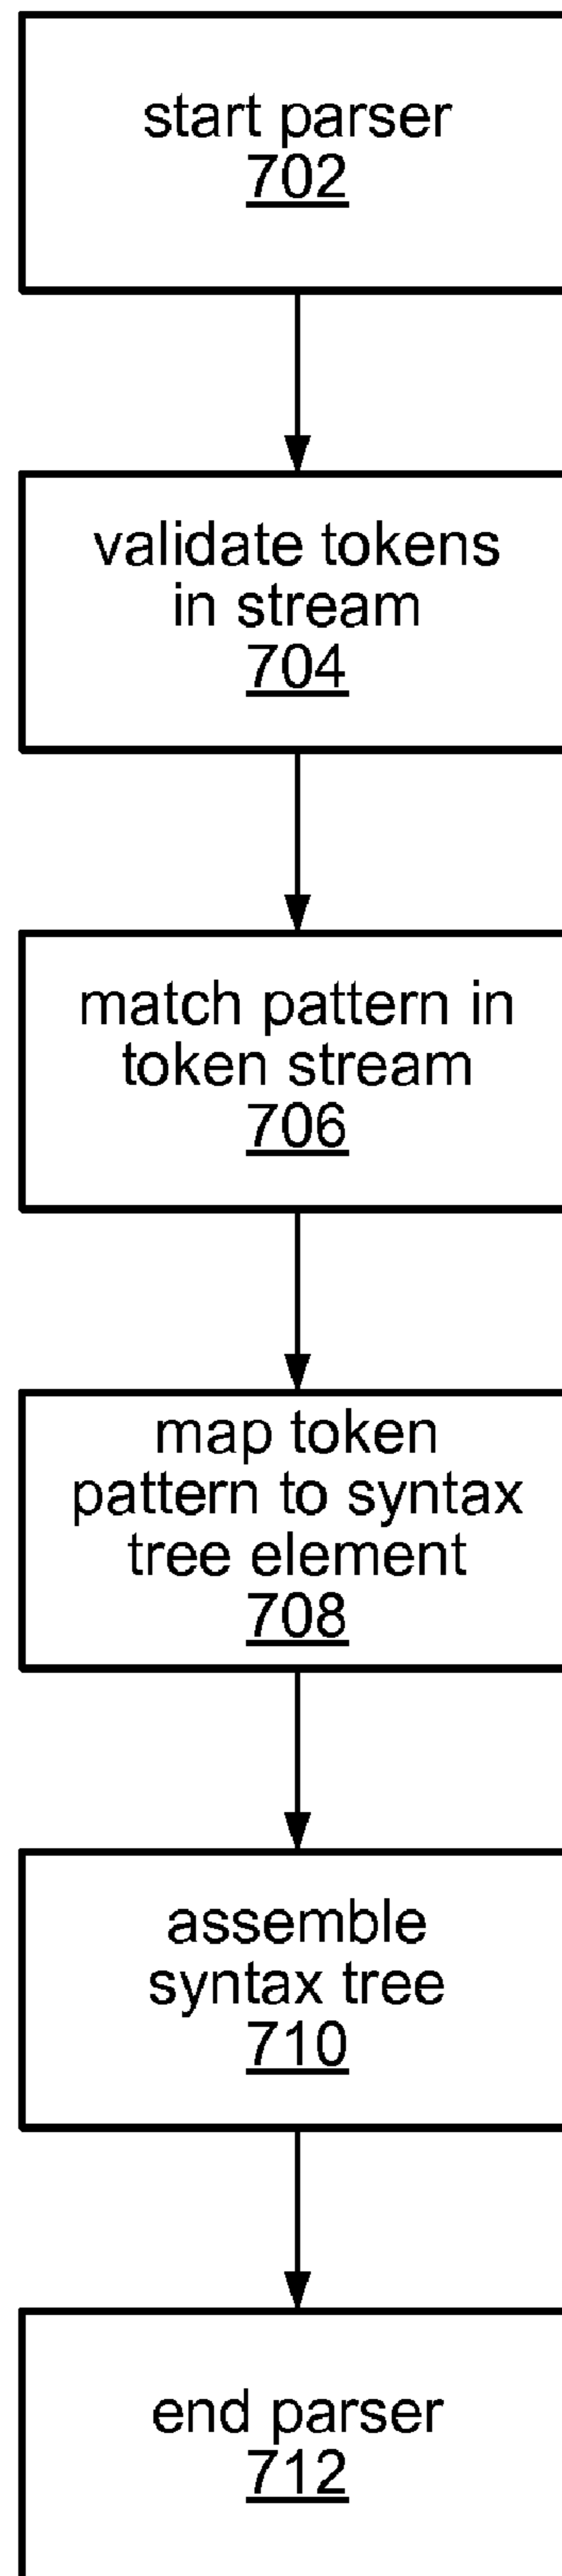 start parser
702
validate tokens
in stream
704
match pattern in
token stream
706
map token
pattern to syntax
tree element
708
assemble
syntax tree
710
end parser
712